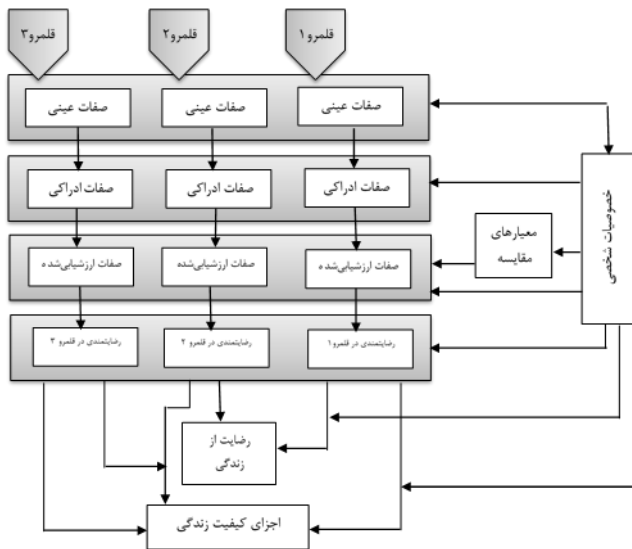 قلمرو۱
قلمرو۲
قلمرو۳
صفات عینی
صفات عینی
صفات عینی
صفات ادراکی
صفات ادراکی
صفات ادراکی
خصوصیات شخصی
معیارهای
مقایسه
صفات ارزشیابی‌شده
صفات ارزشیابی‌شده
صفات ارزشیابی‌شده
رضایتمندی در قلمرو۱
رضایتمندی در قلمرو ۲
رضایتمندی در قلمرو ۳
رضایت از
زندگی
اجزای کیفیت زندگی